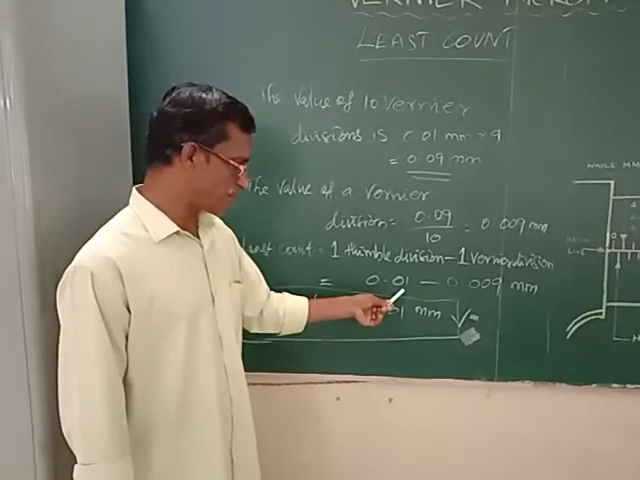 VERNIER MICROM
LEAST COUNT
The value of 10 vernier
divisions is 0.01 mm × 9
= 0.09 mm
The value of a vernier
division = 0.09/10 = 0.009 mm
Least count = 1 thimble division - 1 vernier division
= 0.01 - 0.009 mm
mm
WHOLE MM